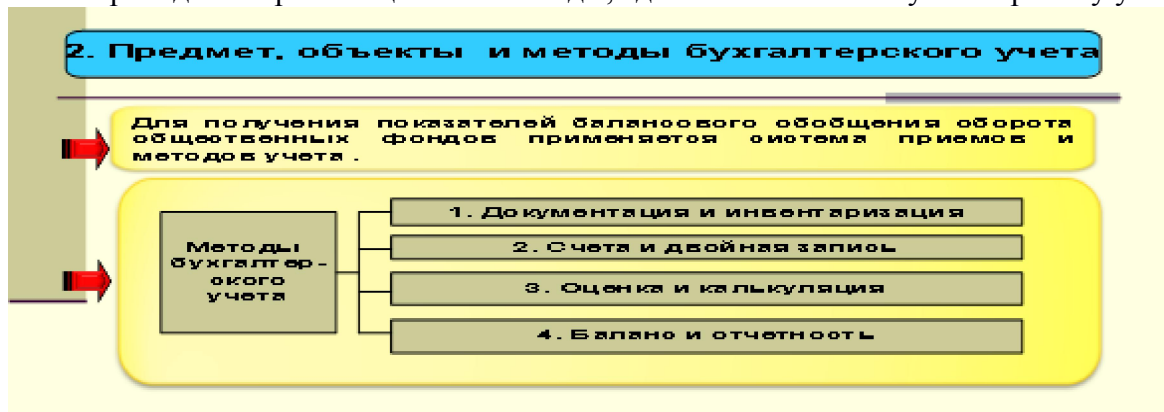 2. Предмет, объекты и методы бухгалтерского учета
Для получения показателей балансового обобщения оборота
общественных фондов применяется система приемов и
методов учета .
Методы
бухгалтер-
ского
учета
1. Документация и инвентаризация
2. Счета и двойная запись
3. Оценка и калькуляция
4. Баланс и отчетность